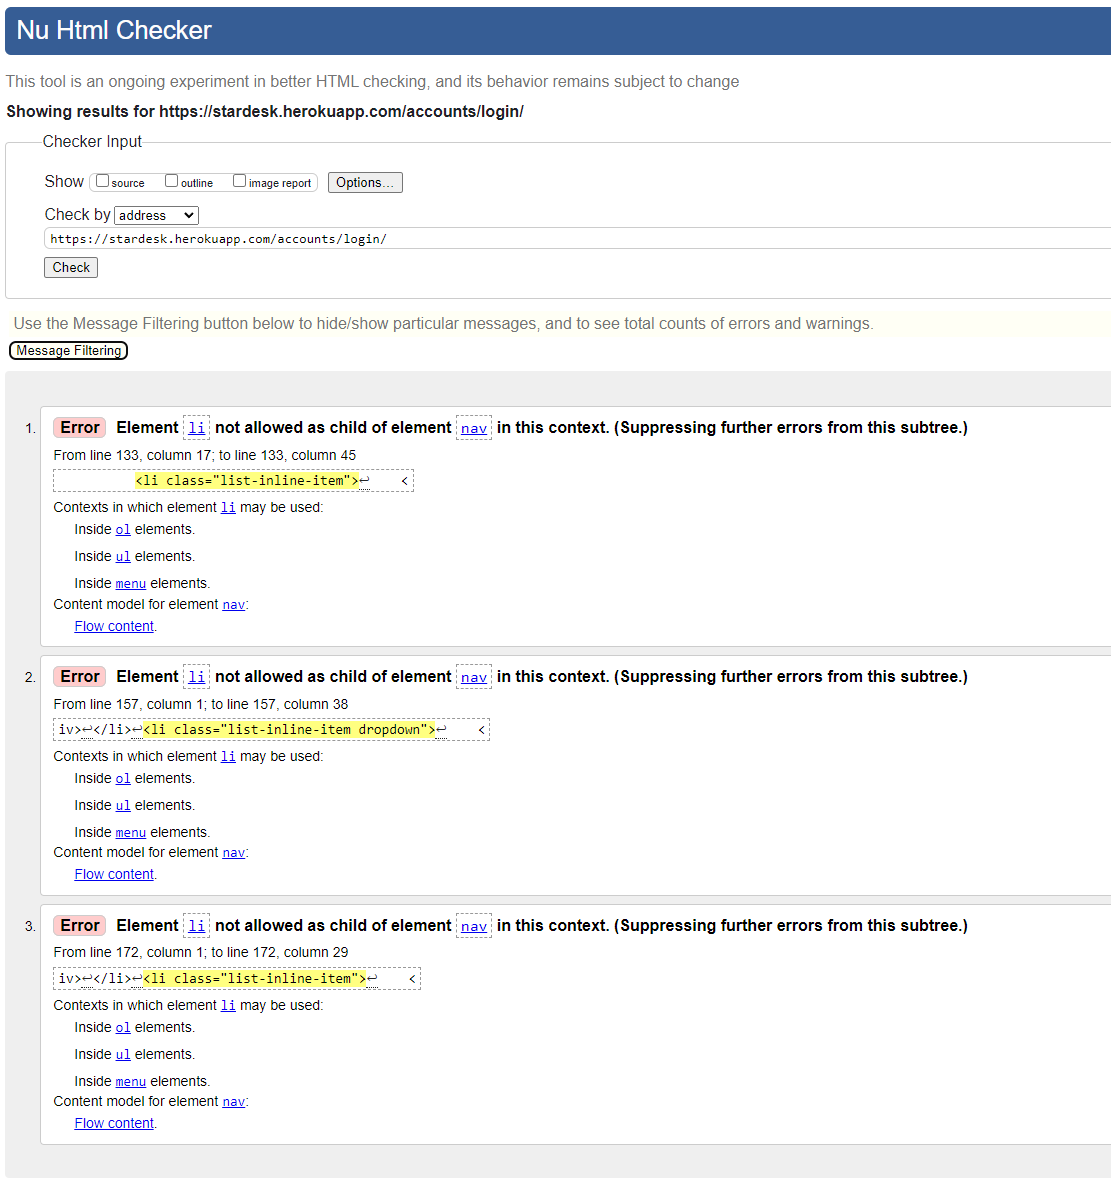 Nu Html Checker
This tool is an ongoing experiment in better HTML checking, and its behavior remains subject to change
Showing results for https://stardesk.herokuapp.com/accounts/login/
Checker Input
Show source outline image report Options...
Check by address
https://stardesk.herokuapp.com/accounts/login/
Check
Use the Message Filtering button below to hide/show particular messages, and to see total counts of errors and warnings.
Message Filtering
1. Error Element li not allowed as child of element nav in this context. (Suppressing further errors from this subtree.)
From line 133, column 17; to line 133, column 45
<li class="list-inline-item">↩ <
Contexts in which element li may be used:
Inside ol elements.
Inside ul elements.
Inside menu elements.
Content model for element nav:
Flow content.
2. Error Element li not allowed as child of element nav in this context. (Suppressing further errors from this subtree.)
From line 157, column 1; to line 157, column 38
iv>↩</li>↩<li class="list-inline-item dropdown">↩ <
Contexts in which element li may be used:
Inside ol elements.
Inside ul elements.
Inside menu elements.
Content model for element nav:
Flow content.
3. Error Element li not allowed as child of element nav in this context. (Suppressing further errors from this subtree.)
From line 172, column 1; to line 172, column 29
iv>↩</li>↩<li class="list-inline-item">↩ <
Contexts in which element li may be used:
Inside ol elements.
Inside ul elements.
Inside menu elements.
Content model for element nav:
Flow content.